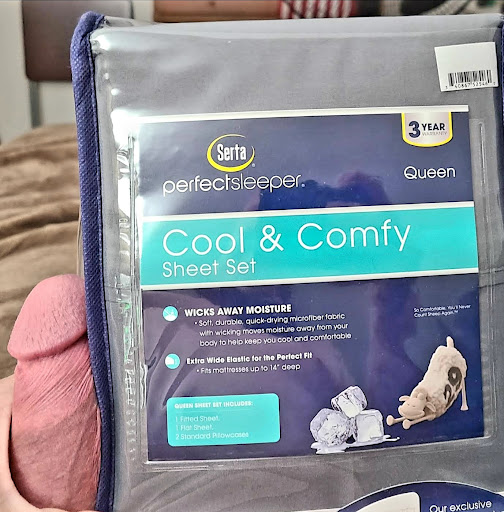 3 YEAR
WARRANTY
Serta
perfectsleeper
Queen
Cool & Comfy
Sheet Set
WICKS AWAY MOISTURE
• Soft, durable, quick-drying microfiber fabric
with wicking moves moisture away from your
body to help keep you cool and comfortable
So Comfortable, You'll Never
Count Sheep Again.™
Extra Wide Elastic for the Perfect Fit
• Fits mattresses up to 14" deep
QUEEN SHEET SET INCLUDES:
1 Fitted Sheet,
1 Flat Sheet,
2 Standard Pillowcases
Our exclusive